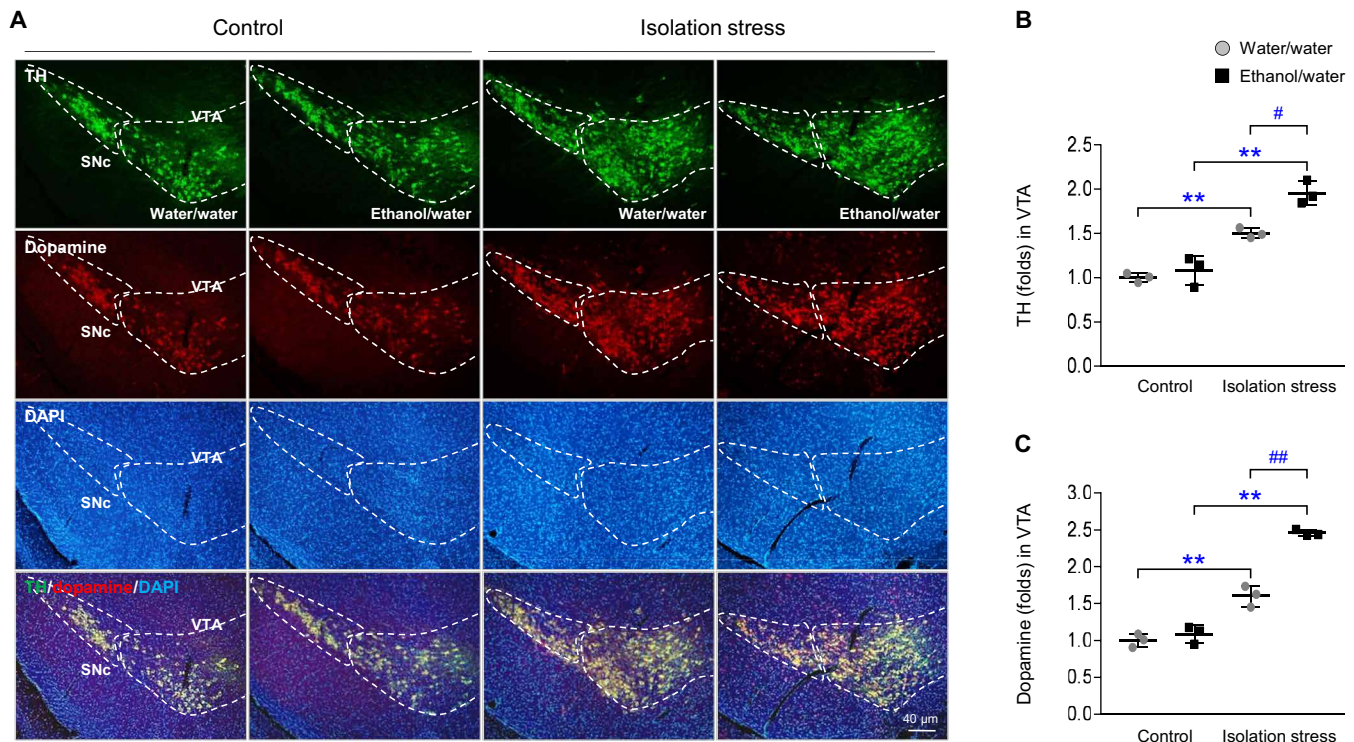 A
Control
Isolation stress
TH
VTA
SNc
Water/water
Ethanol/water
Water/water
Ethanol/water
Dopamine
VTA
SNc
DAPI
VTA
SNc
TH/dopamine/DAPI
VTA
SNc
40 µm
B
Water/water
Ethanol/water
#
**
**
TH (folds) in VTA
2.5
2.0
1.5
1.0
0.5
0.0
Control
Isolation stress
C
##
**
**
Dopamine (folds) in VTA
3.0
2.5
2.0
1.5
1.0
0.5
0.0
Control
Isolation stress